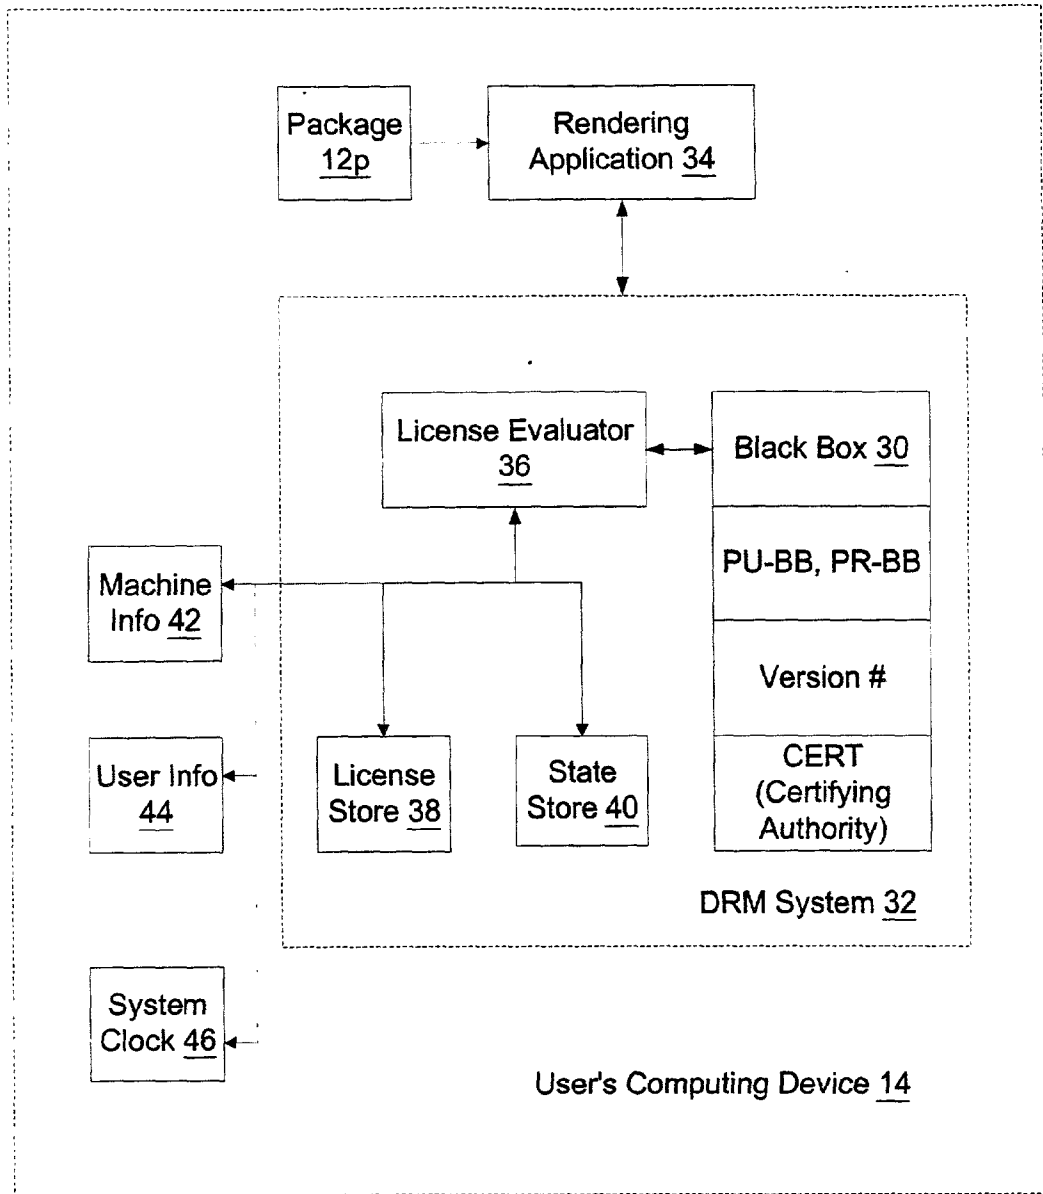 Package
12p
Rendering
Application 34
License Evaluator
36
Black Box 30
PU-BB, PR-BB
Version #
CERT
(Certifying
Authority)
Machine
Info 42
User Info
44
License
Store 38
State
Store 40
DRM System 32
System
Clock 46
User's Computing Device 14